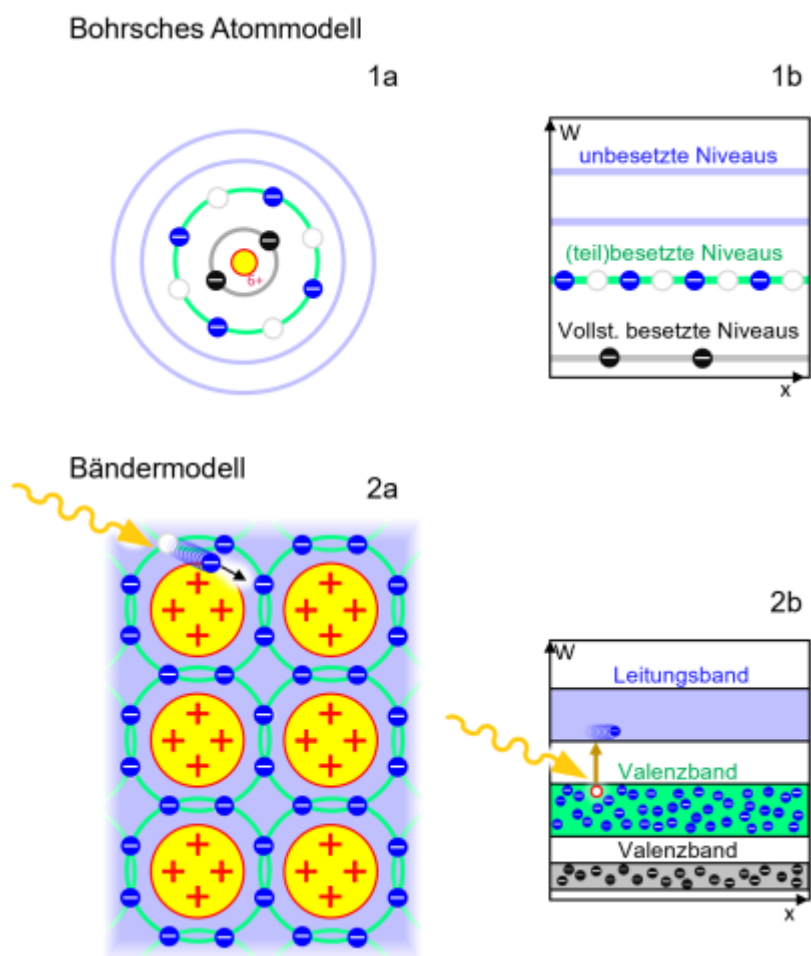 Bohrsches Atommodell
1a
1b
W
unbesetzte Niveaus
(teil)besetzte Niveaus
6+
Vollst. besetzte Niveaus
x
Bändermodell
2a
2b
W
Leitungsband
Valenzband
Valenzband
x